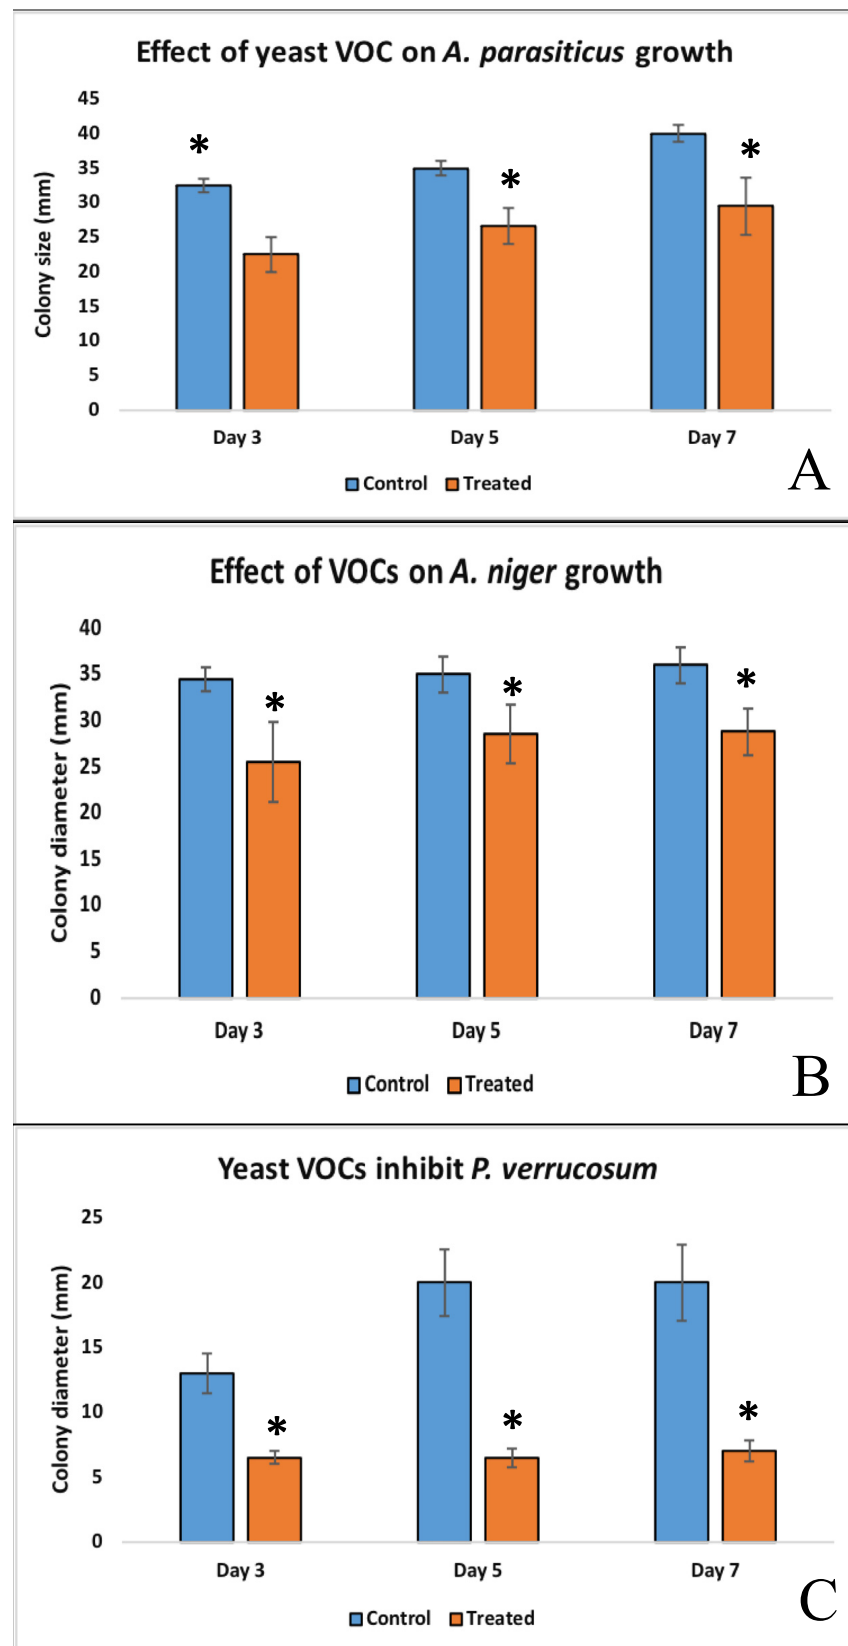 Effect of yeast VOC on A. parasiticus growth
Colony size (mm)
45
40
35
30
25
20
15
10
5
0
*
*
*
Day 3 Day 5 Day 7
Control Treated
A
Effect of VOCs on A. niger growth
Colony diameter (mm)
40
35
30
25
20
15
10
5
0
*
*
*
Day 3 Day 5 Day 7
Control Treated
B
Yeast VOCs inhibit P. verrucosum
Colony diameter (mm)
25
20
15
10
5
0
*
*
*
Day 3 Day 5 Day 7
Control Treated
C